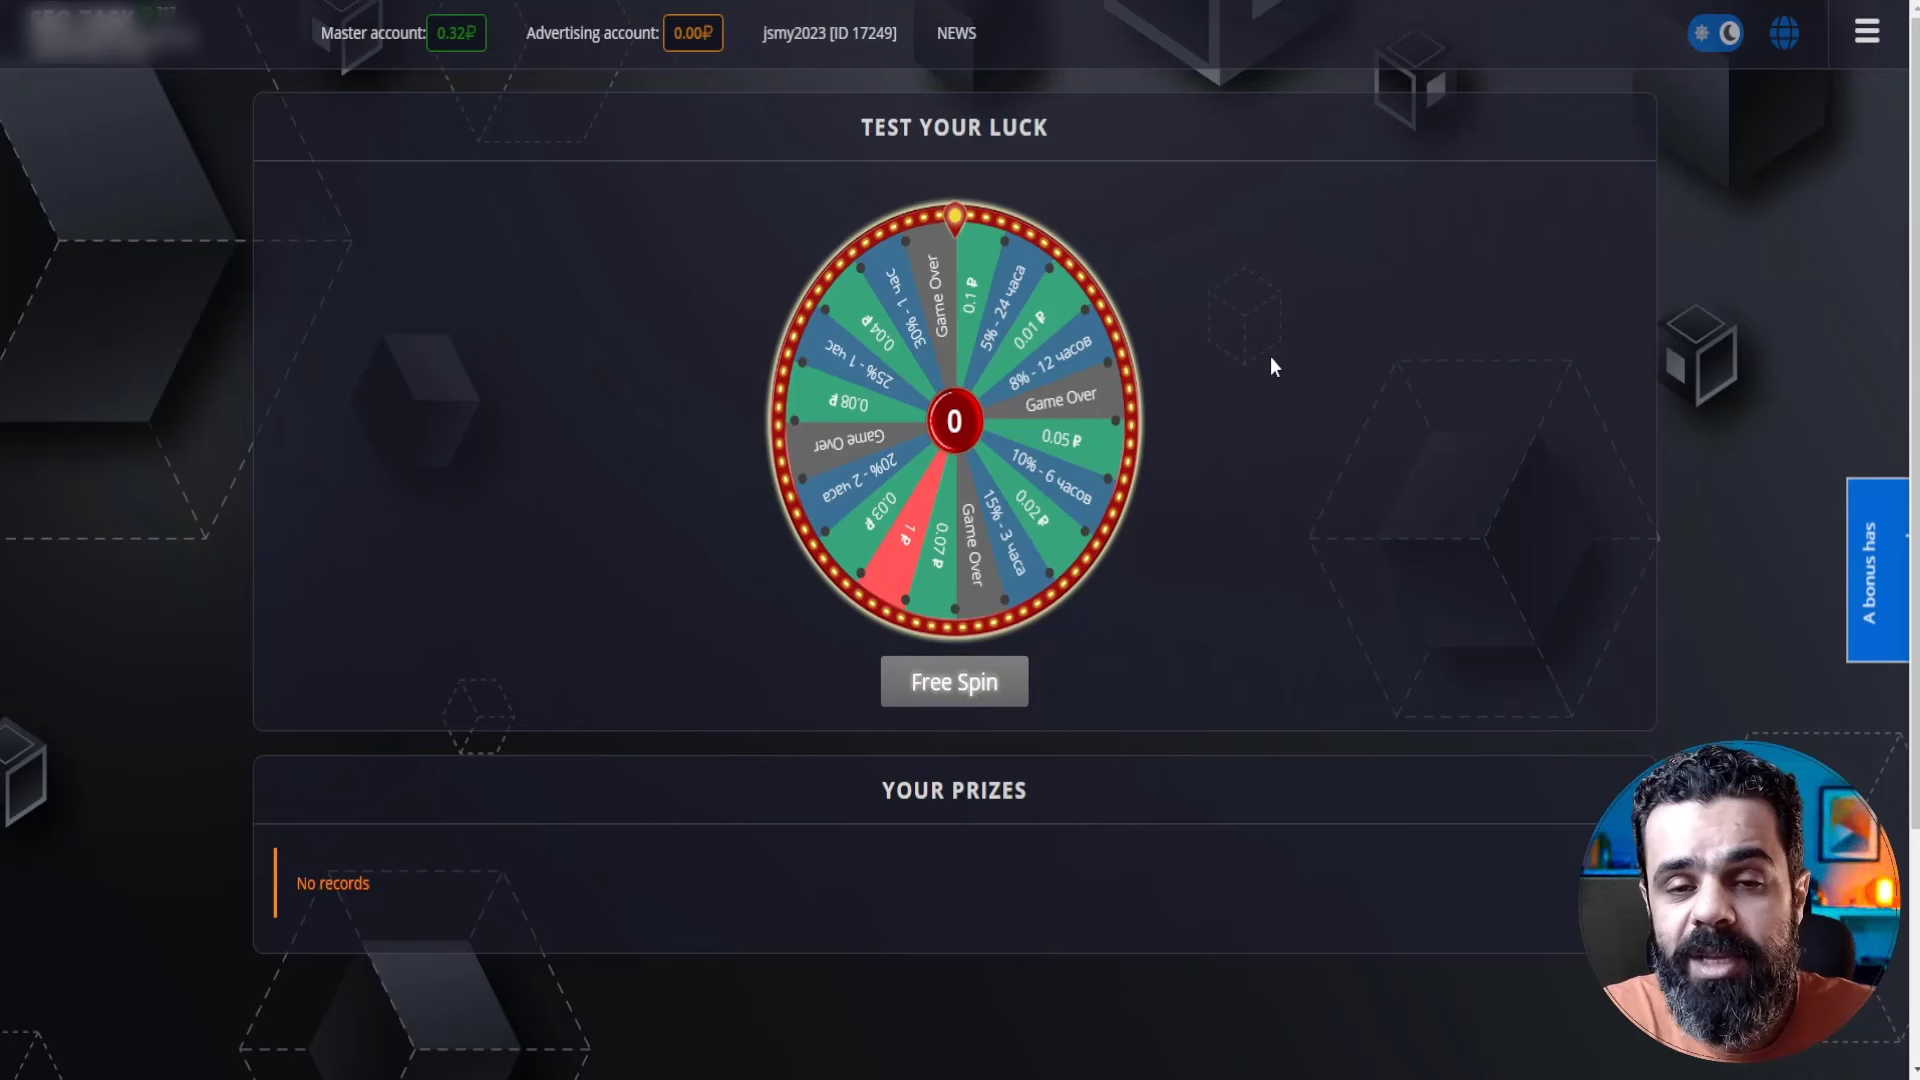 Master account: 0.32₽
Advertising account: 0.00₽
jsmy2023 [ID 17249]
NEWS
TEST YOUR LUCK
0.1 ₽
5% - 24 часа
0.01 ₽
8% - 12 часов
Game Over
0.05 ₽
10% - 6 часов
0.02 ₽
15% - 3 часа
Game Over
0.07 ₽
1 ₽
0.03 ₽
20% - 2 часа
Game Over
0.08 ₽
25% - 1 час
0.04 ₽
30% - 1 час
Game Over
0
Free Spin
A bonus has
YOUR PRIZES
No records